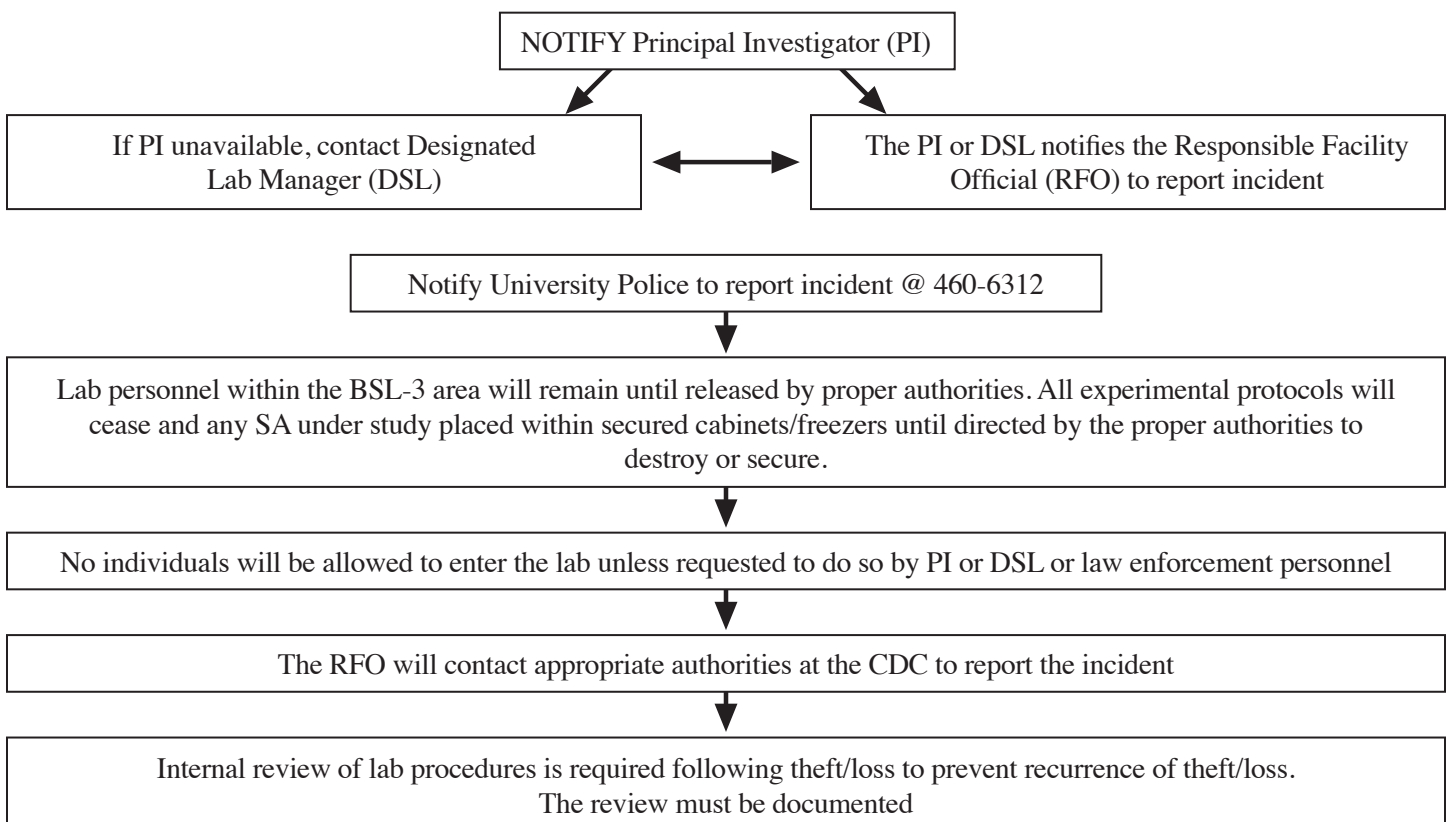 NOTIFY Principal Investigator (PI)
If PI unavailable, contact Designated
Lab Manager (DSL)
The PI or DSL notifies the Responsible Facility
Official (RFO) to report incident
Notify University Police to report incident @ 460-6312
Lab personnel within the BSL-3 area will remain until released by proper authorities. All experimental protocols will
cease and any SA under study placed within secured cabinets/freezers until directed by the proper authorities to
destroy or secure.
No individuals will be allowed to enter the lab unless requested to do so by PI or DSL or law enforcement personnel
The RFO will contact appropriate authorities at the CDC to report the incident
Internal review of lab procedures is required following theft/loss to prevent recurrence of theft/loss.
The review must be documented